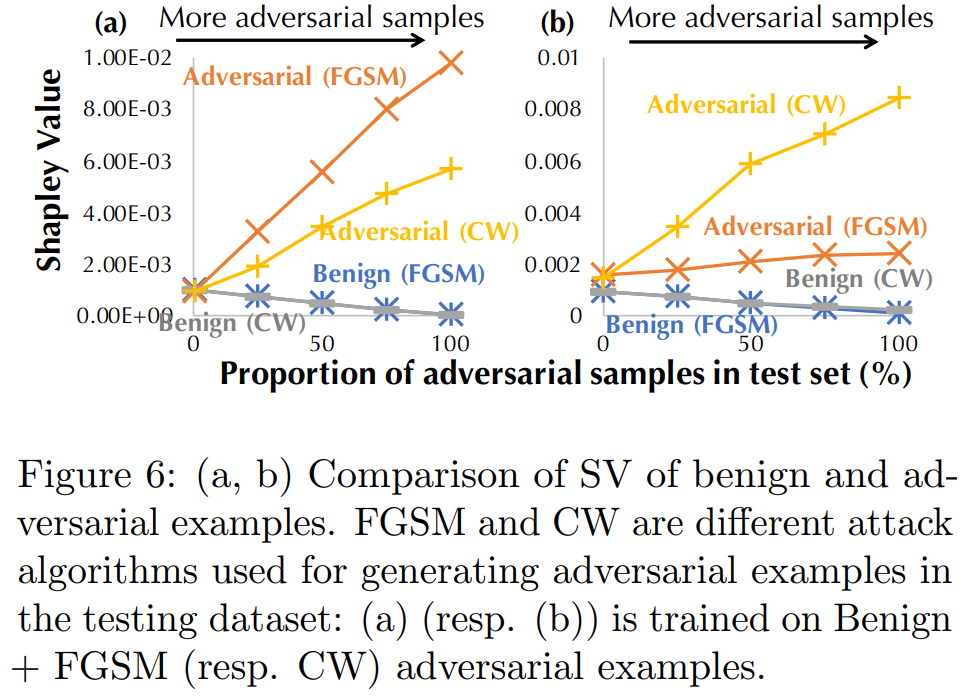 (a) More adversarial samples
(b) More adversarial samples
Shapley Value
1.00E-02
8.00E-03
6.00E-03
4.00E-03
2.00E-03
0.00E+00
Adversarial (FGSM)
Adversarial (CW)
Benign (FGSM)
Benign (CW)
0 50 100
0.01
0.008
0.006
0.004
0.002
0
Adversarial (CW)
Adversarial (FGSM)
Benign (CW)
Benign (FGSM)
0 50 100
Proportion of adversarial samples in test set (%)
Figure 6: (a, b) Comparison of SV of benign and ad-
versarial examples. FGSM and CW are different attack
algorithms used for generating adversarial examples in
the testing dataset: (a) (resp. (b)) is trained on Benign
+ FGSM (resp. CW) adversarial examples.